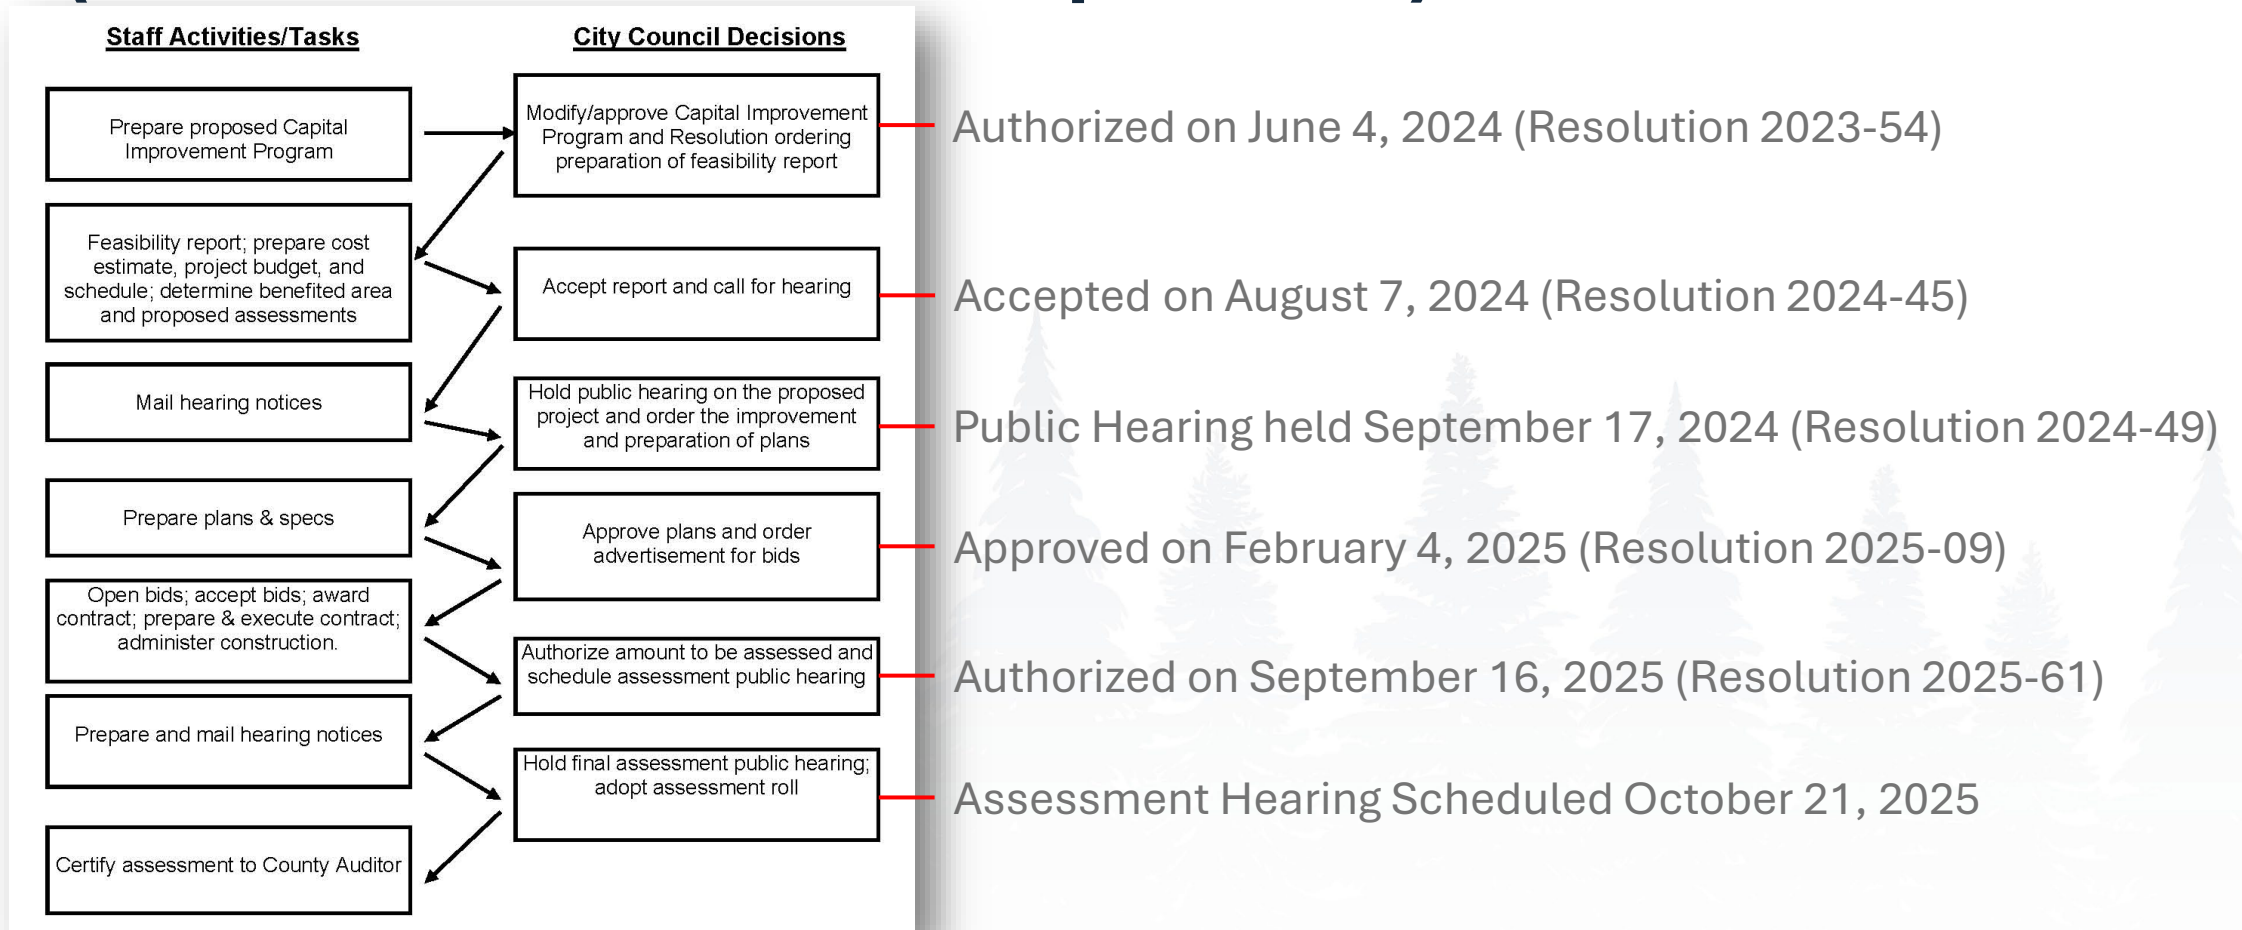 Staff Activities/Tasks
City Council Decisions
Prepare proposed Capital
Improvement Program
Modify/approve Capital Improvement
Program and Resolution ordering
preparation of feasibility report
Authorized on June 4, 2024 (Resolution 2023-54)
Feasibility report; prepare cost
estimate, project budget, and
schedule; determine benefited area
and proposed assessments
Accept report and call for hearing
Accepted on August 7, 2024 (Resolution 2024-45)
Mail hearing notices
Hold public hearing on the proposed
project and order the improvement
and preparation of plans
Public Hearing held September 17, 2024 (Resolution 2024-49)
Prepare plans & specs
Approve plans and order
advertisement for bids
Approved on February 4, 2025 (Resolution 2025-09)
Open bids; accept bids; award
contract; prepare & execute contract;
administer construction.
Authorize amount to be assessed and
schedule assessment public hearing
Authorized on September 16, 2025 (Resolution 2025-61)
Prepare and mail hearing notices
Hold final assessment public hearing;
adopt assessment roll
Assessment Hearing Scheduled October 21, 2025
Certify assessment to County Auditor